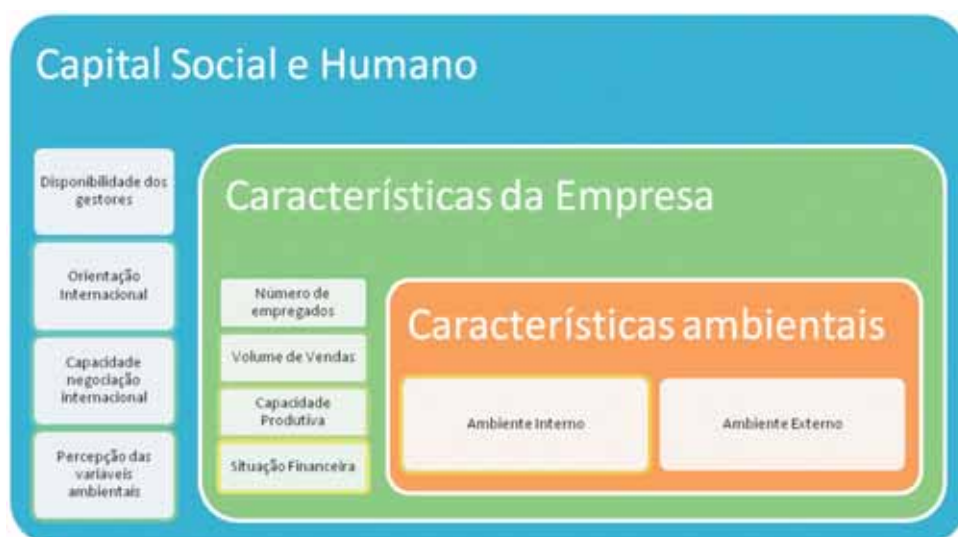 Capital Social e Humano
Disponibilidade dos
gestores
Orientação
Internacional
Capacidade
negociação
internacional
Percepção das
variáveis
ambientais
Características da Empresa
Número de
empregados
Volume de Vendas
Capacidade
Produtiva
Situação Financeira
Características ambientais
Ambiente Interno
Ambiente Externo